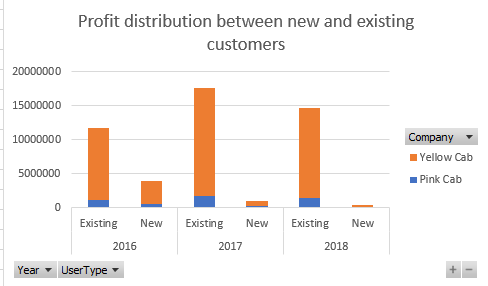 Profit distribution between new and existing
customers
20000000
15000000
10000000
5000000
0
Existing New Existing New Existing New
2016 2017 2018
Company
Yellow Cab
Pink Cab
Year UserType